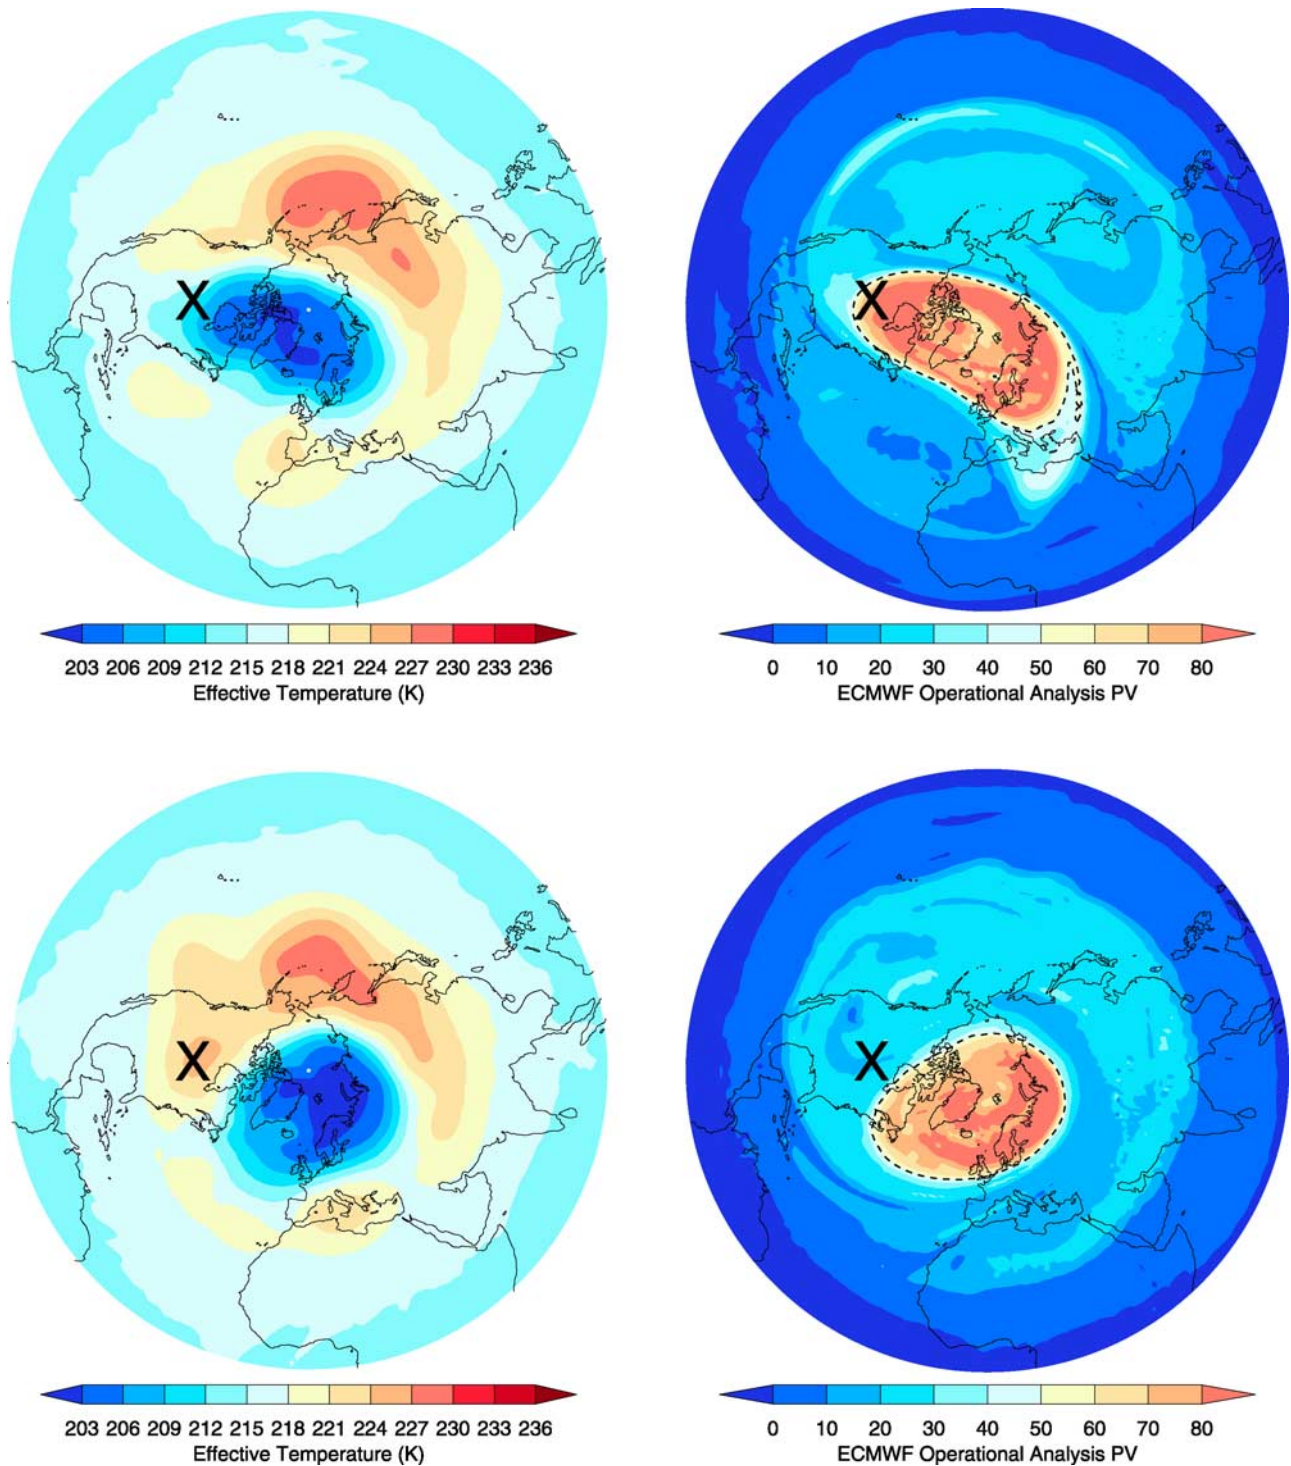 X
X
203 206 209 212 215 218 221 224 227 230 233 236
Effective Temperature (K)
0 10 20 30 40 50 60 70 80
ECMWF Operational Analysis PV
X
X
203 206 209 212 215 218 221 224 227 230 233 236
Effective Temperature (K)
0 10 20 30 40 50 60 70 80
ECMWF Operational Analysis PV